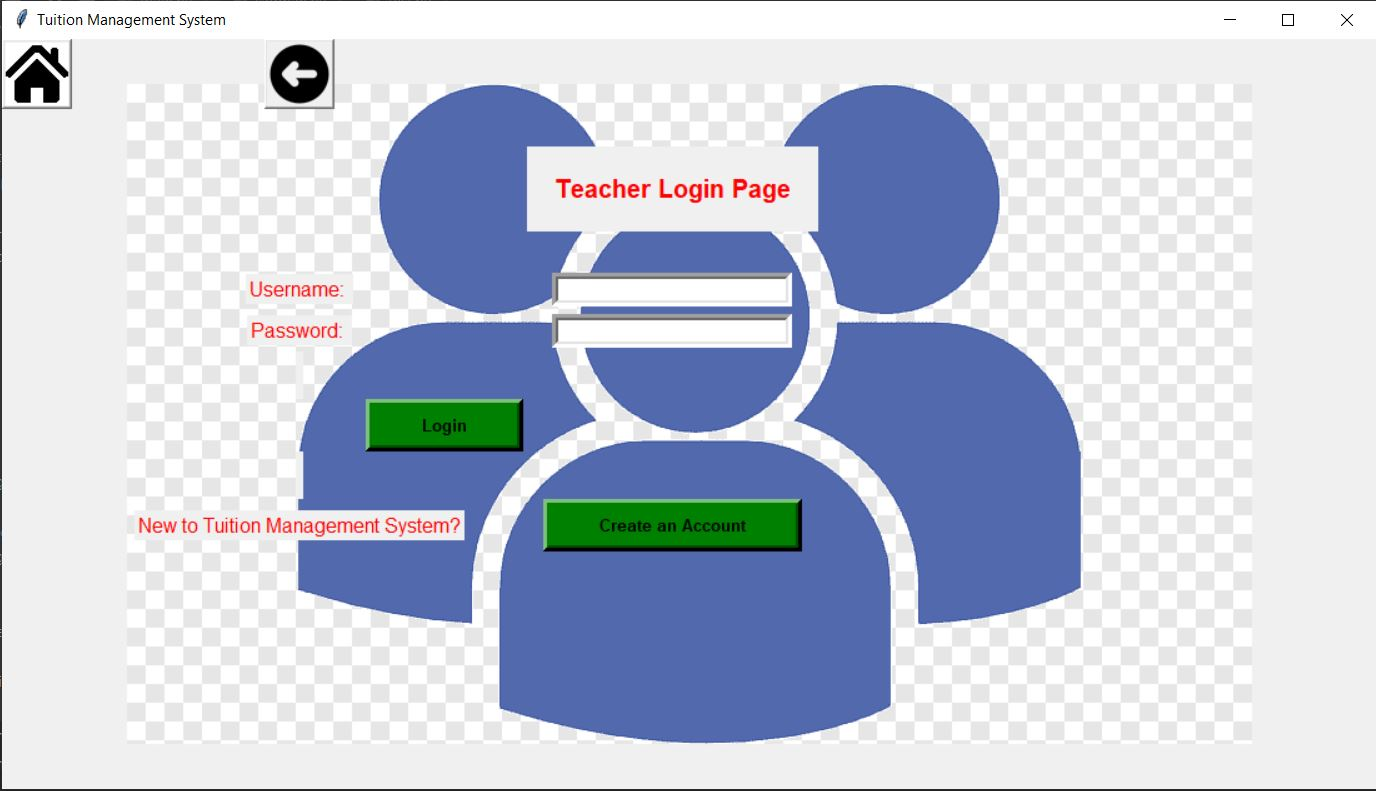 Tuition Management System
Teacher Login Page
Username:
Password:
Login
New to Tuition Management System?
Create an Account